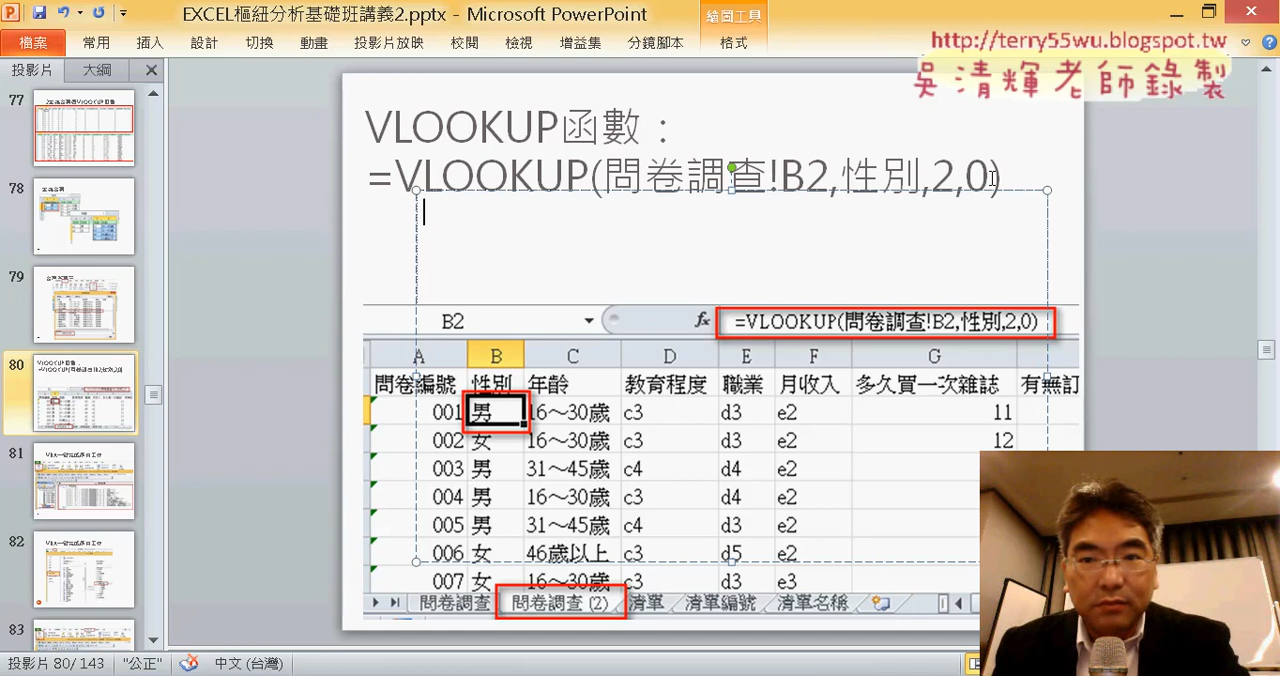 EXCEL樞紐分析基礎班講義2.pptx - Microsoft PowerPoint
繪圖工具
檔案 常用 插入 設計 切換 動畫 投影片放映 校閱 檢視 增益集 分鏡腳本 格式
http://terry55wu.blogspot.tw
吳清輝老師錄製
投影片 大綱
77
78
79
80
81
82
83
VLOOKUP函數：
=VLOOKUP(問卷調查!B2,性別,2,0)
B2 fx =VLOOKUP(問卷調查!B2,性別,2,0)
A B C D E F G
問卷編號 性別 年齡 教育程度 職業 月收入 多久買一次雜誌 有無訂
001 男 16～30歲 c3 d3 e2 11
002 女 16～30歲 c3 d3 e2 12
003 男 31～45歲 c4 d4 e2
004 男 16～30歲 c3 d4 e2
005 男 31～45歲 c4 d3 e2
006 女 46歲以上 c3 d5 e2
007 女 16～30歲 c3 d3 e3
問卷調查 問卷調查 (2) 清單 清單編號 清單名稱
投影片 80/ 143 "公正" 中文 (台灣)